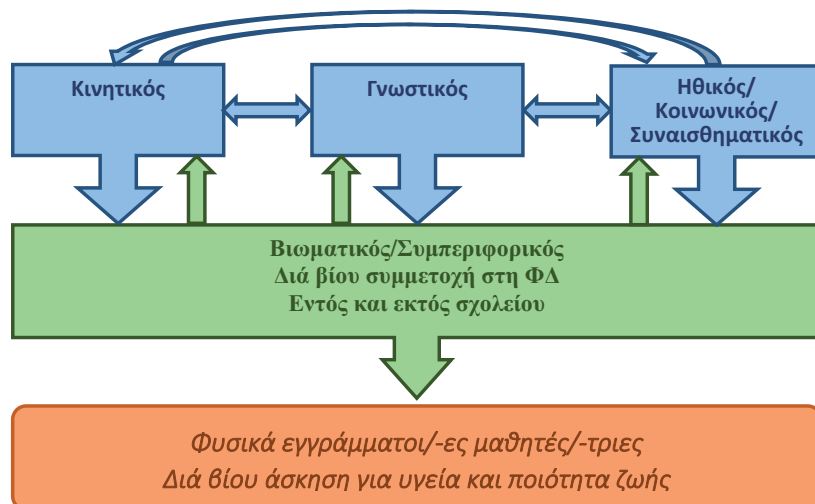 Κινητικός
Γνωστικός
Ηθικός/
Κοινωνικός/
Συναισθηματικός
Βιωματικός/Συμπεριφορικός
Διά βίου συμμετοχή στη ΦΔ
Εντός και εκτός σχολείου
Φυσικά εγγράμματοι/-ες μαθητές/-τριες
Διά βίου άσκηση για υγεία και ποιότητα ζωής